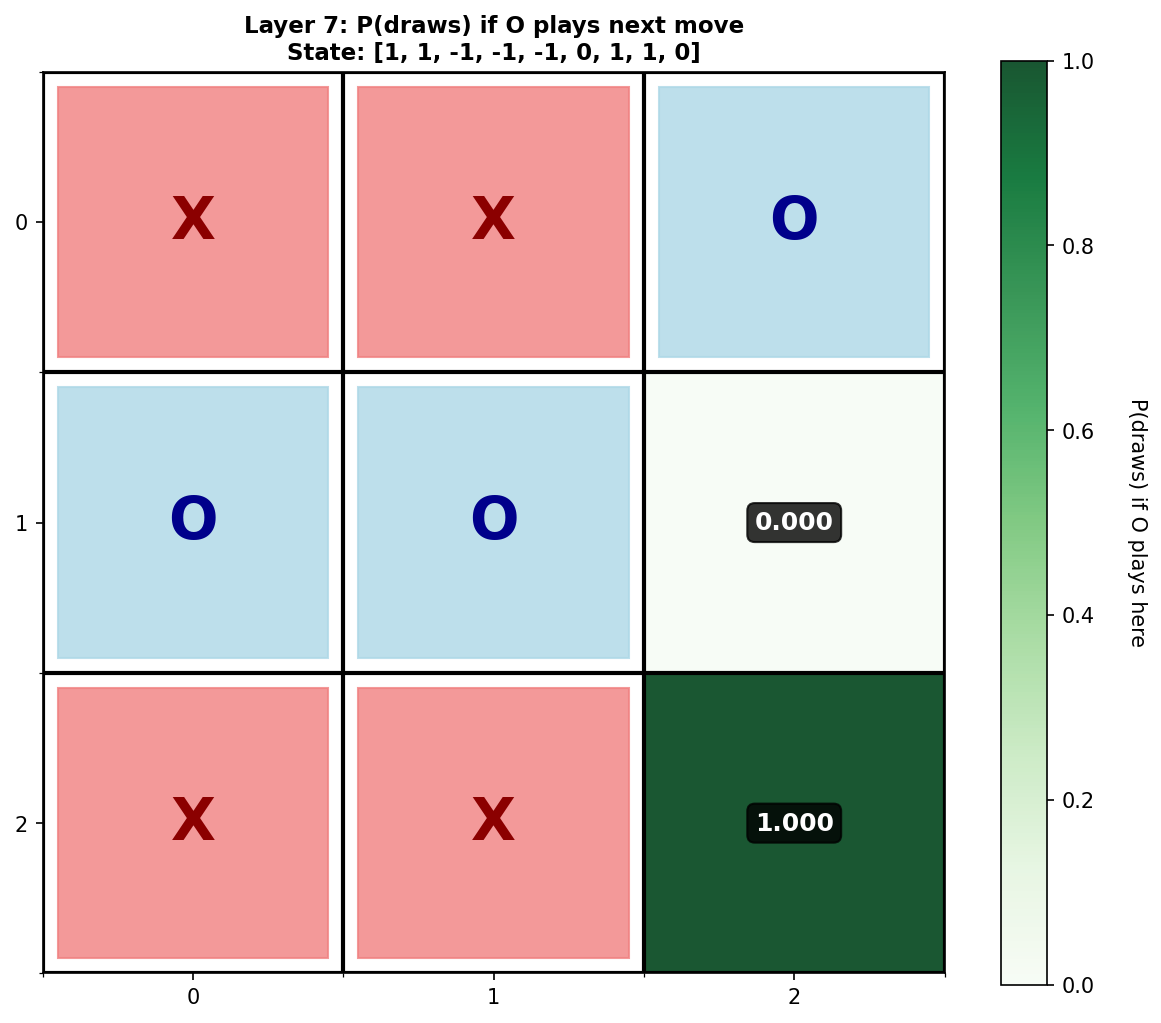 Layer 7: P(draws) if O plays next move
State: [1, 1, -1, -1, -1, 0, 1, 1, 0]
X
X
O
O
O
0.000
X
X
1.000
0
1
2
0
1
2
1.0
0.8
0.6
0.4
0.2
0.0
P(draws) if O plays here